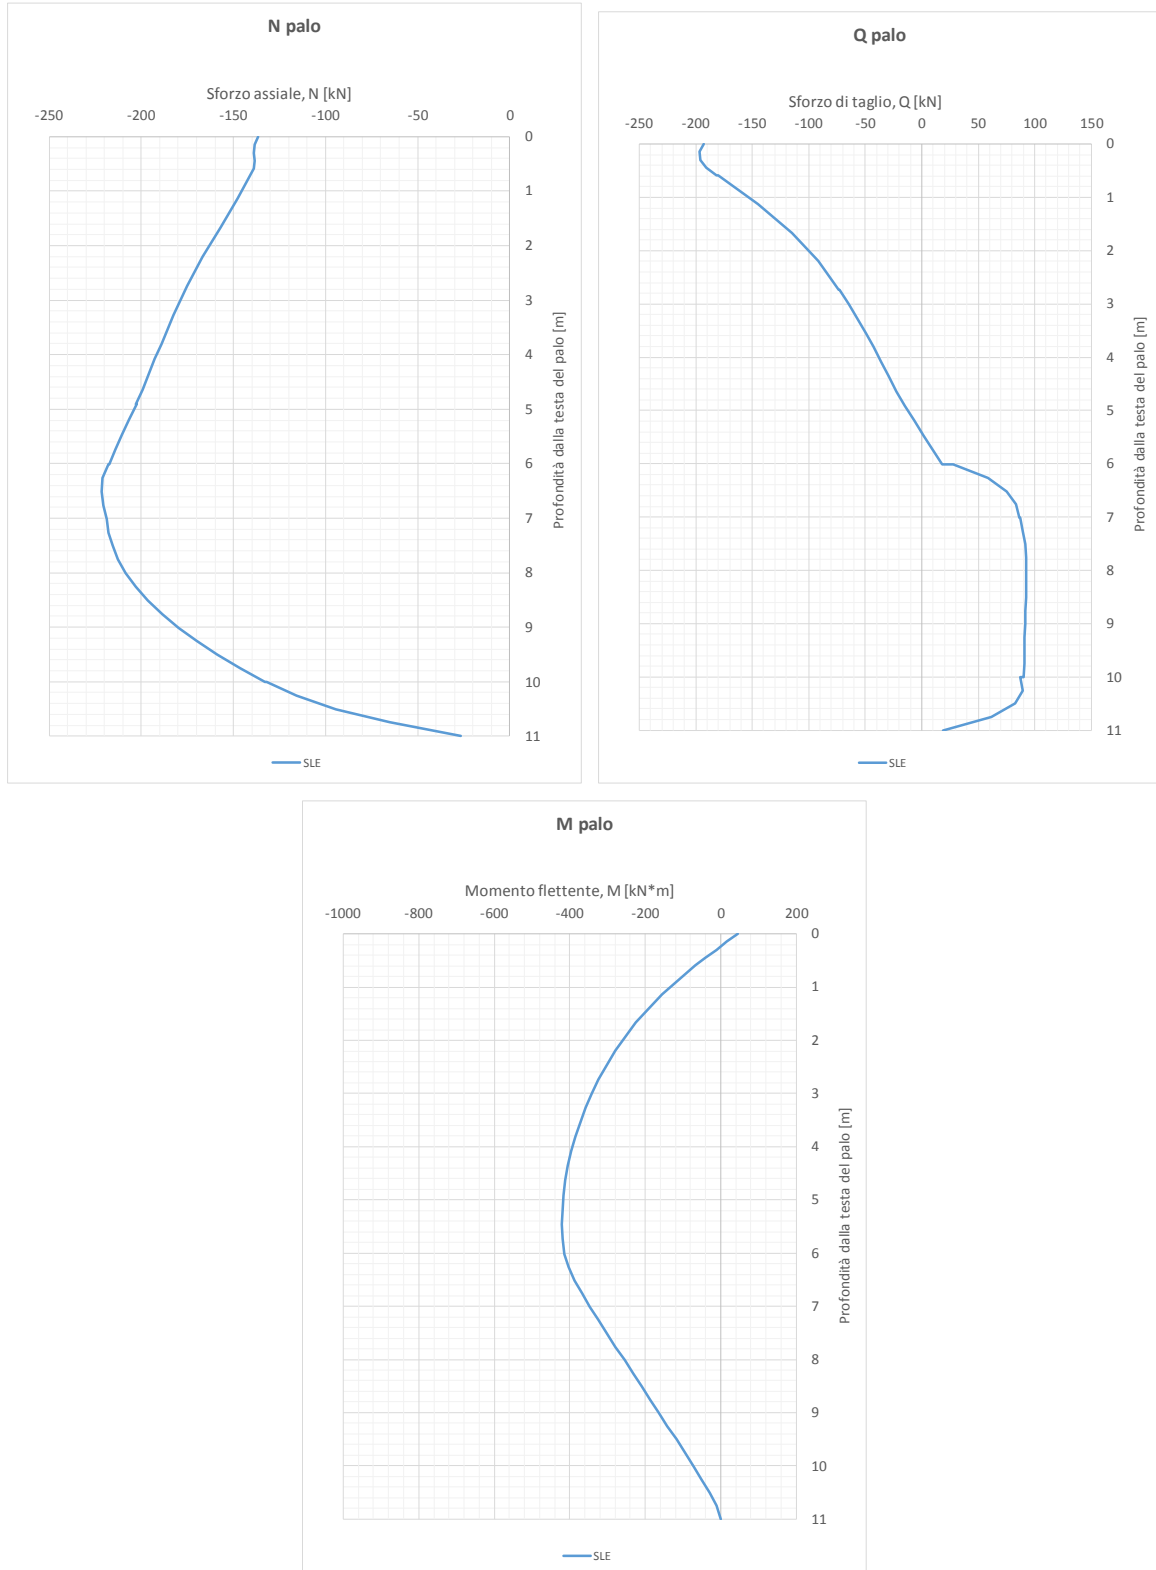 N palo
Sforzo assiale, N [kN]
-250 -200 -150 -100 -50 0
0
1
2
3
4
5
6
7
8
9
10
11
Profondità dalla testa del palo [m]
SLE
Q palo
Sforzo di taglio, Q [kN]
-250 -200 -150 -100 -50 0 50 100 150
0
1
2
3
4
5
6
7
8
9
10
11
Profondità dalla testa del palo [m]
SLE
M palo
Momento flettente, M [kN*m]
-1000 -800 -600 -400 -200 0 200
0
1
2
3
4
5
6
7
8
9
10
11
Profondità dalla testa del palo [m]
SLE